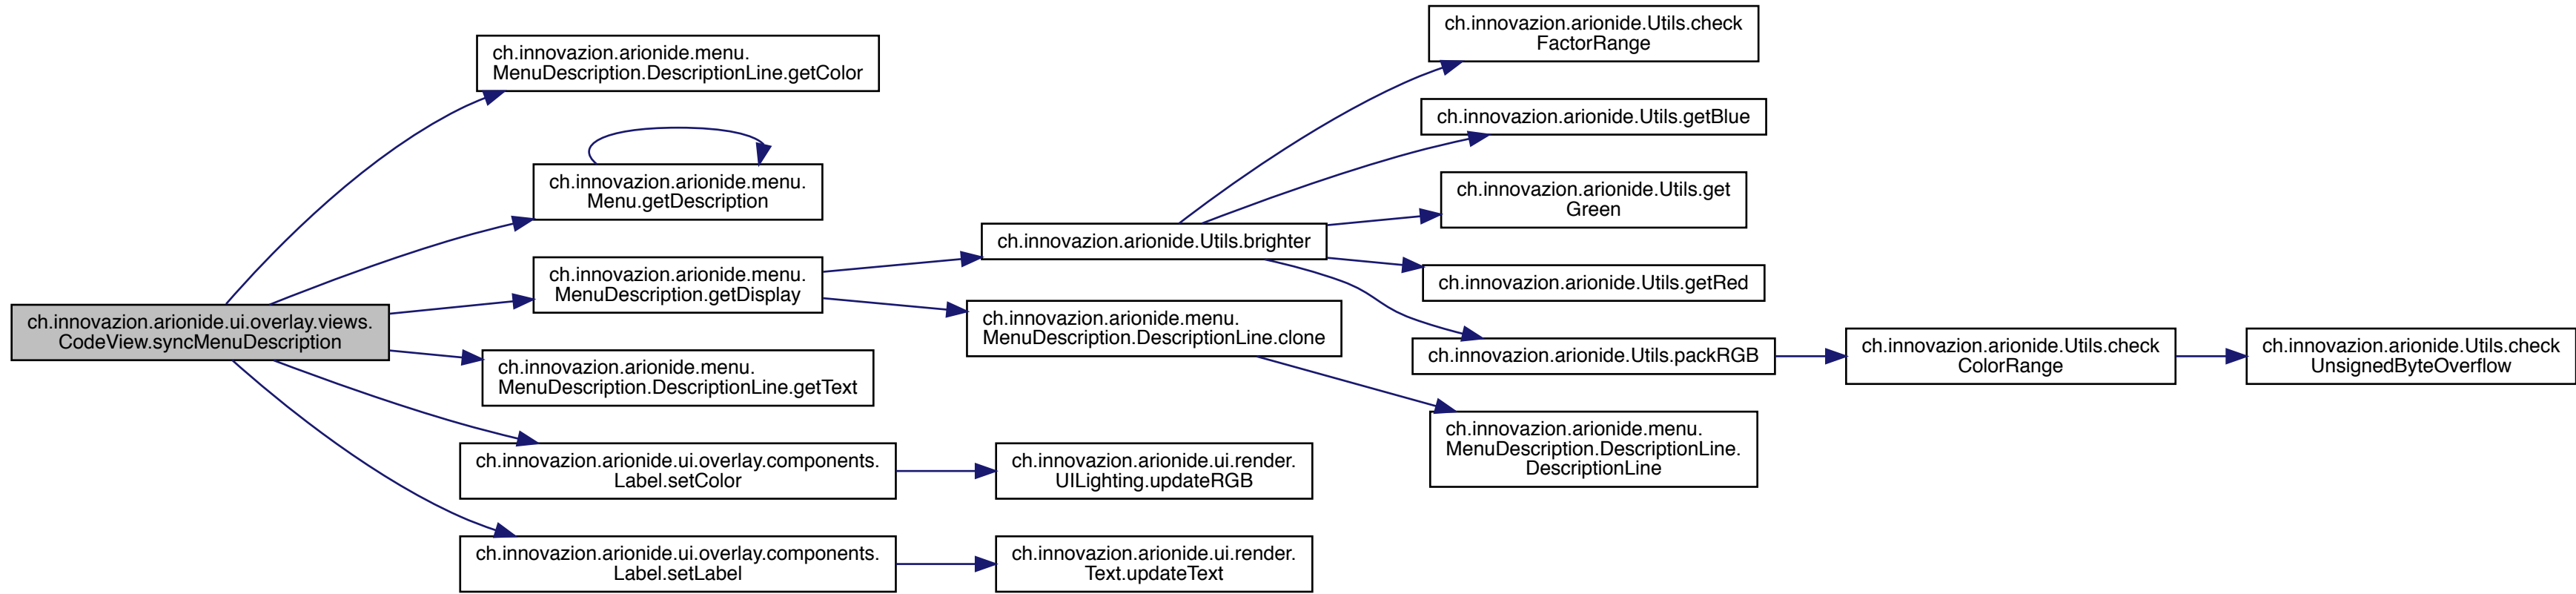 ch.innovazion.arionide.ui.overlay.views.
CodeView.syncMenuDescription
ch.innovazion.arionide.menu.
MenuDescription.DescriptionLine.getColor
ch.innovazion.arionide.menu.
Menu.getDescription
ch.innovazion.arionide.menu.
MenuDescription.getDisplay
ch.innovazion.arionide.menu.
MenuDescription.DescriptionLine.getText
ch.innovazion.arionide.ui.overlay.components.
Label.setColor
ch.innovazion.arionide.ui.overlay.components.
Label.setLabel
ch.innovazion.arionide.Utils.brighter
ch.innovazion.arionide.menu.
MenuDescription.DescriptionLine.clone
ch.innovazion.arionide.ui.render.
UILighting.updateRGB
ch.innovazion.arionide.ui.render.
Text.updateText
ch.innovazion.arionide.Utils.check
FactorRange
ch.innovazion.arionide.Utils.getBlue
ch.innovazion.arionide.Utils.get
Green
ch.innovazion.arionide.Utils.getRed
ch.innovazion.arionide.Utils.packRGB
ch.innovazion.arionide.menu.
MenuDescription.DescriptionLine.
DescriptionLine
ch.innovazion.arionide.Utils.check
ColorRange
ch.innovazion.arionide.Utils.check
UnsignedByteOverflow